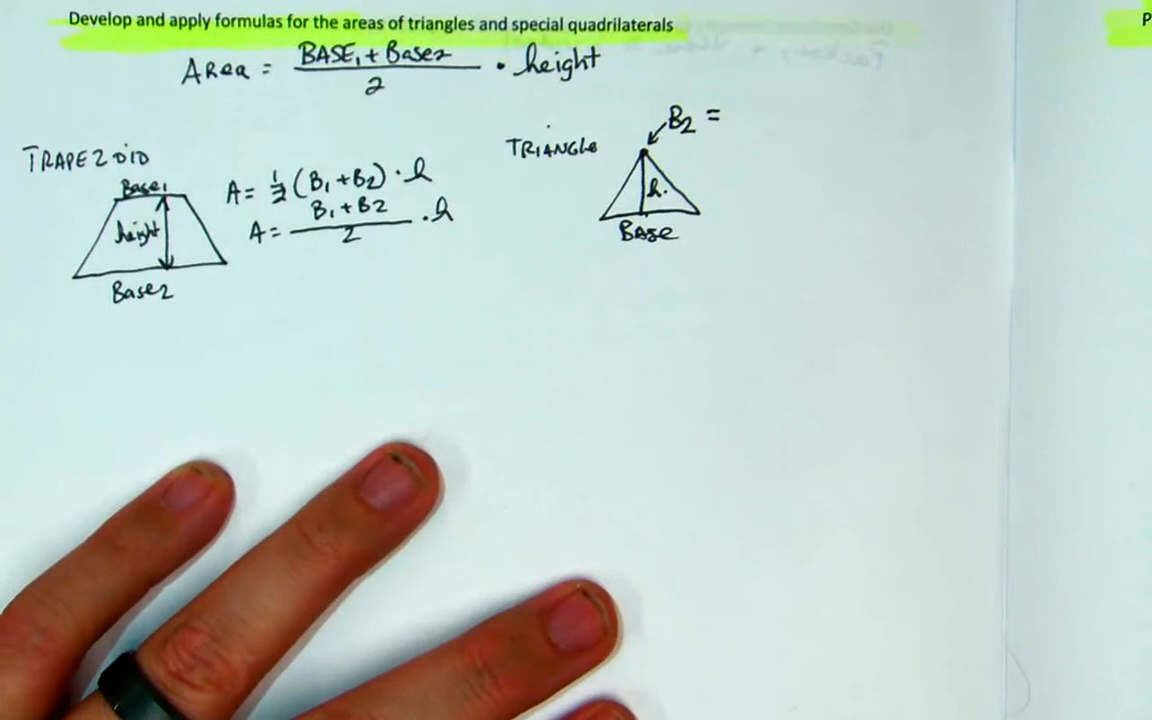 Develop and apply formulas for the areas of triangles and special quadrilaterals
P
AREA = BASE1 + Base2 / 2 • height
TRAPEZOID
Base1
height
Base2
A = 1/2 (B1 + B2) · h
A = B1 + B2 / 2 · h
TRIANGLE
B2 =
h.
BASE